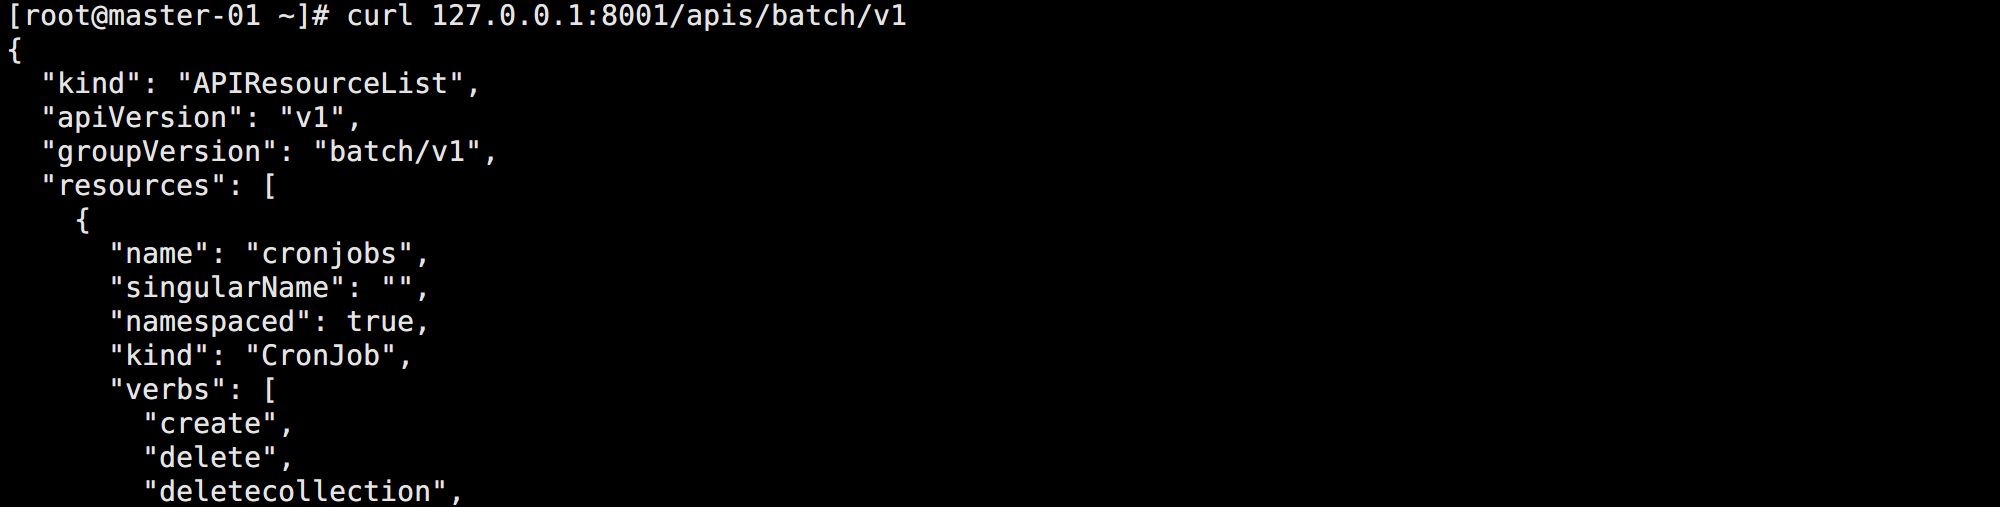 [root@master-01 ~]# curl 127.0.0.1:8001/apis/batch/v1
{
  "kind": "APIResourceList",
  "apiVersion": "v1",
  "groupVersion": "batch/v1",
  "resources": [
    {
      "name": "cronjobs",
      "singularName": "",
      "namespaced": true,
      "kind": "CronJob",
      "verbs": [
        "create",
        "delete",
        "deletecollection",